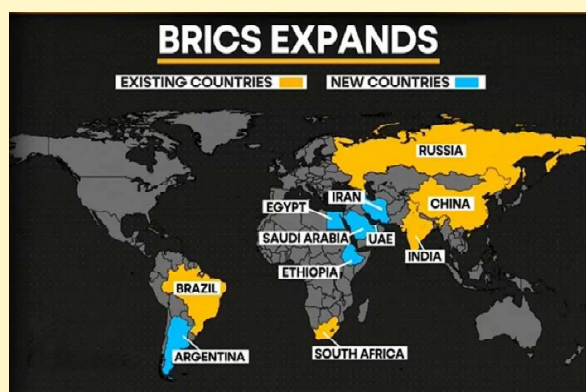 BRICS EXPANDS
EXISTING COUNTRIES
NEW COUNTRIES
RUSSIA
IRAN
CHINA
EGYPT
SAUDI ARABIA
UAE
INDIA
ETHIOPIA
BRAZIL
ARGENTINA
SOUTH AFRICA